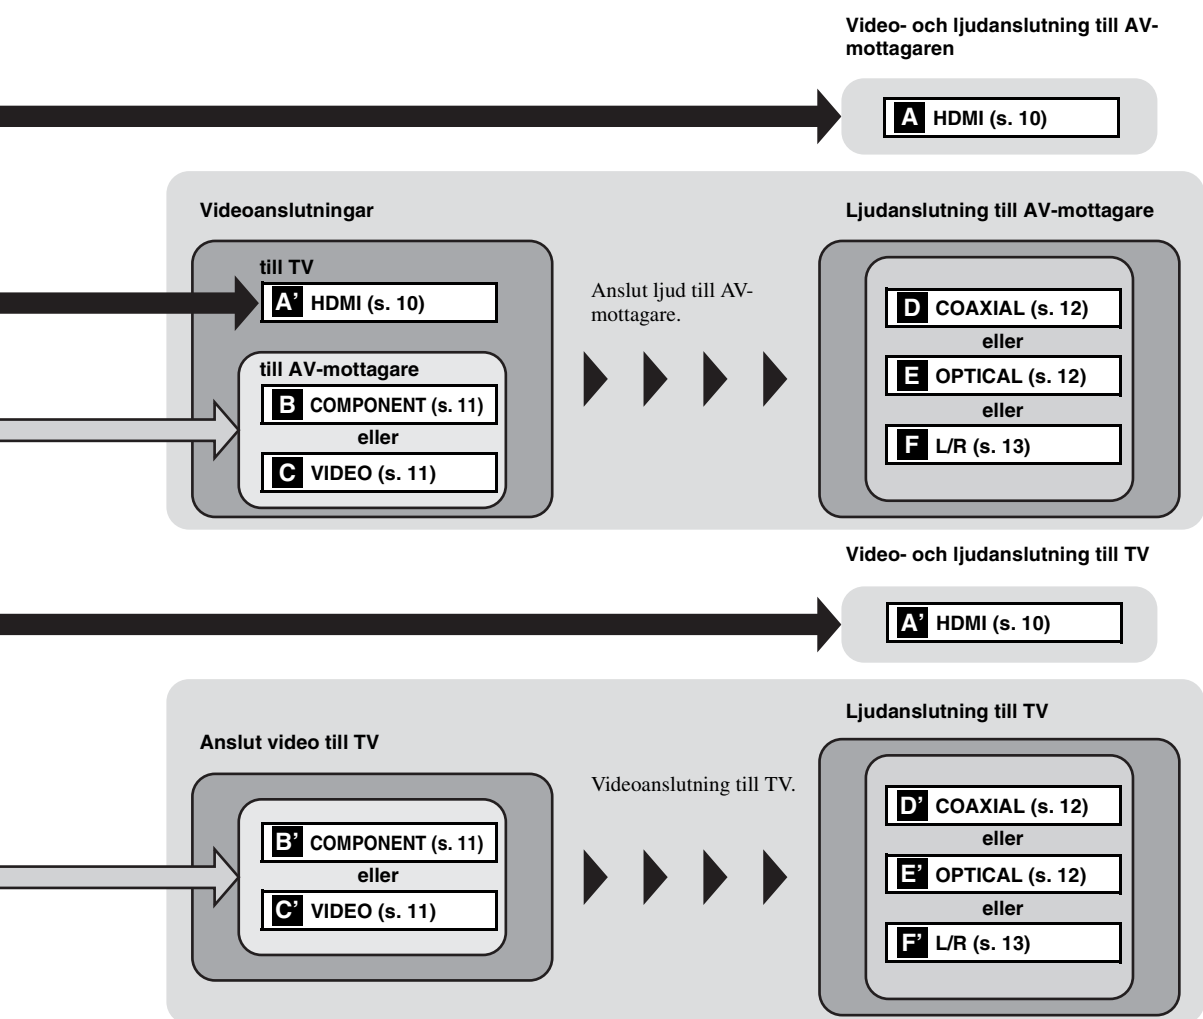 Video- och ljudanslutning till AV-
mottagaren
A HDMI (s. 10)
Videoanslutningar
till TV
A’ HDMI (s. 10)
till AV-mottagare
B COMPONENT (s. 11)
eller
C VIDEO (s. 11)
Anslut ljud till AV-
mottagare.
Ljudanslutning till AV-mottagare
D COAXIAL (s. 12)
eller
E OPTICAL (s. 12)
eller
F L/R (s. 13)
Video- och ljudanslutning till TV
A’ HDMI (s. 10)
Anslut video till TV
B’ COMPONENT (s. 11)
eller
C’ VIDEO (s. 11)
Videoanslutning till TV.
Ljudanslutning till TV
D’ COAXIAL (s. 12)
eller
E’ OPTICAL (s. 12)
eller
F’ L/R (s. 13)